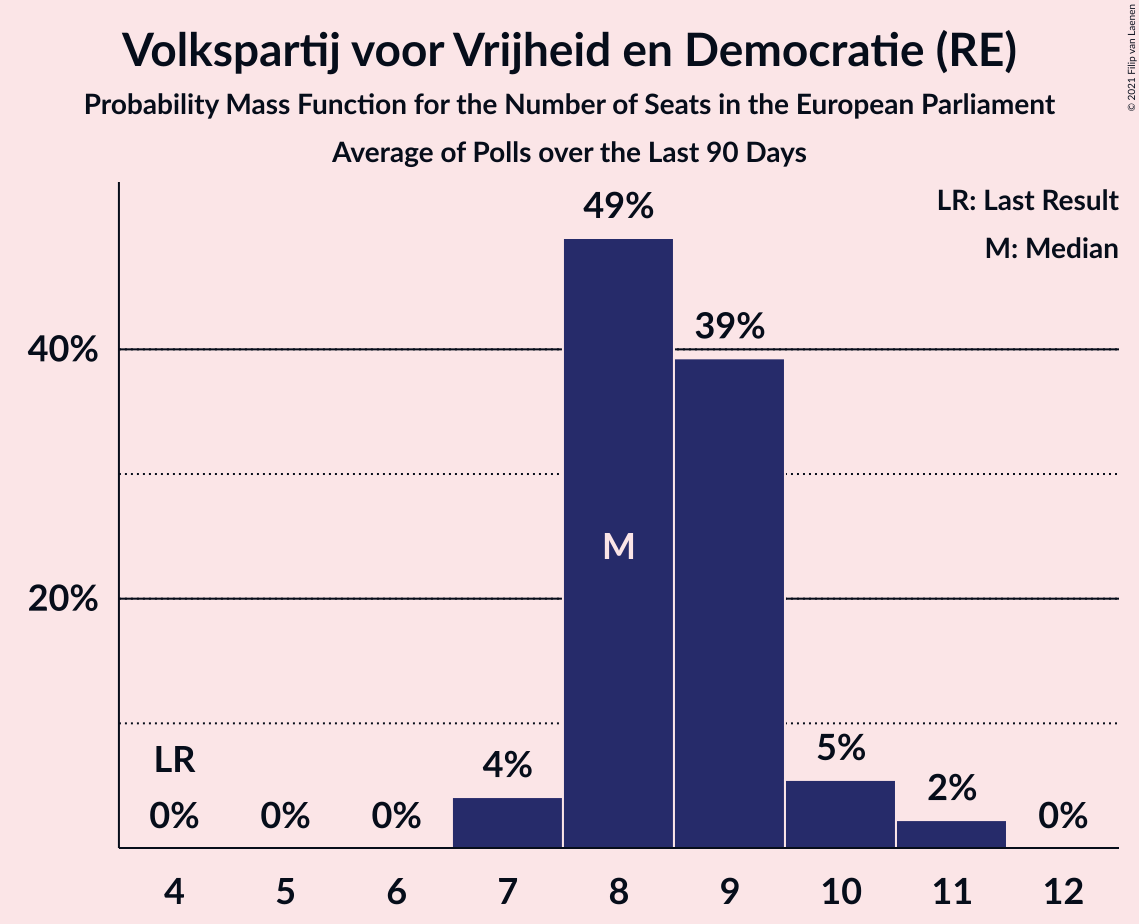 Volkspartij voor Vrijheid en Democratie (RE)
Probability Mass Function for the Number of Seats in the European Parliament
Average of Polls over the Last 90 Days
© 2021 Filip van Laenen
LR: Last Result
M: Median
49%
39%
40%
M
20%
LR
0%
0%
0%
4%
5%
2%
0%
4 5 6 7 8 9 10 11 12